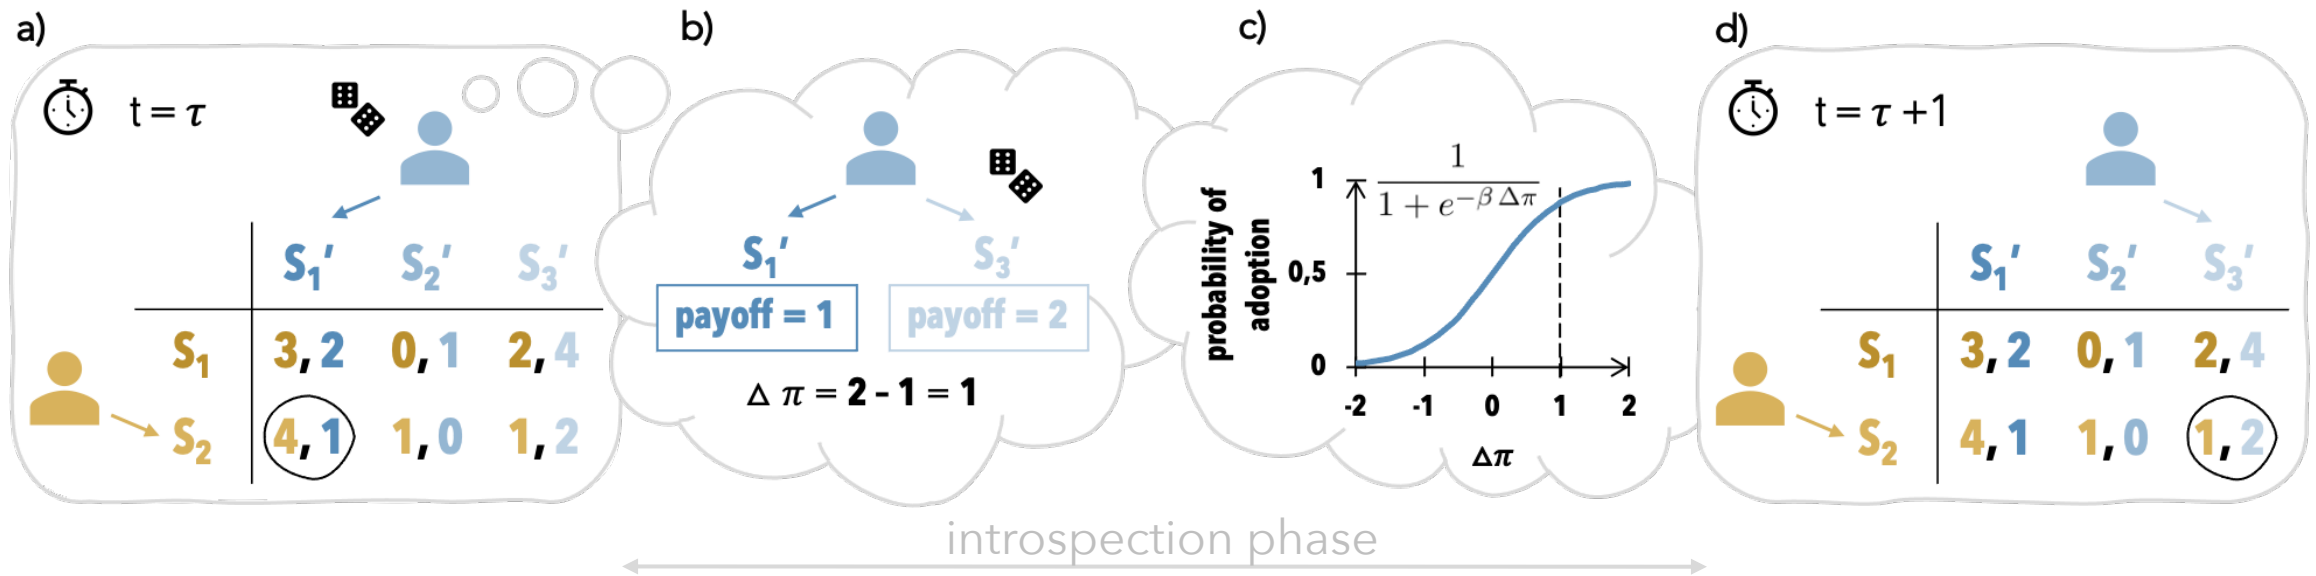 a)
t = τ
S₁′ S₂′ S₃′
S₁ 3, 2 0, 1 2, 4
S₂ 4, 1 1, 0 1, 2
b)
S₁′ S₃′
payoff = 1 payoff = 2
Δ π = 2 - 1 = 1
c)
probability of
adoption
1
0,5
0
1
1 + e^{-β Δπ}
-2 -1 0 1 2
Δπ
d)
t = τ +1
S₁′ S₂′ S₃′
S₁ 3, 2 0, 1 2, 4
S₂ 4, 1 1, 0 1, 2
introspection phase